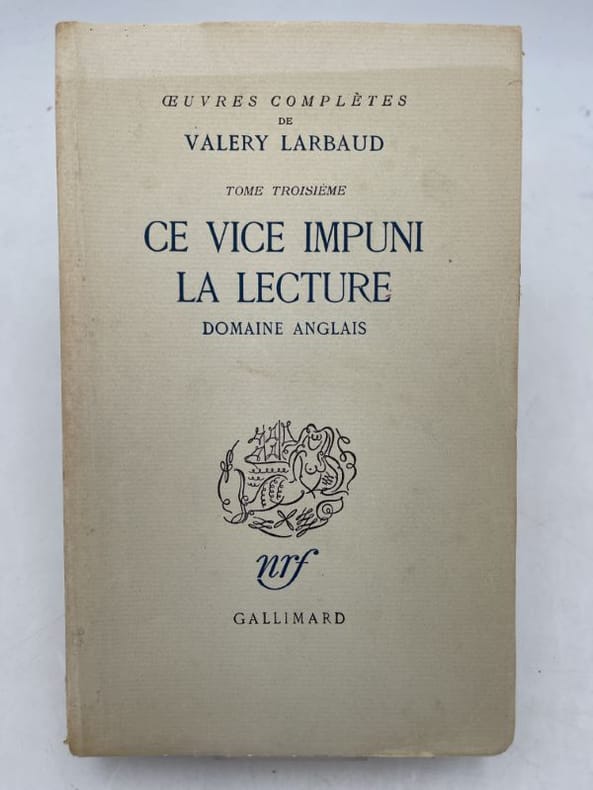 ŒUVRES COMPLÈTES
DE
VALERY LARBAUD
TOME TROISIÈME
CE VICE IMPUNI
LA LECTURE
DOMAINE ANGLAIS
nrf
GALLIMARD